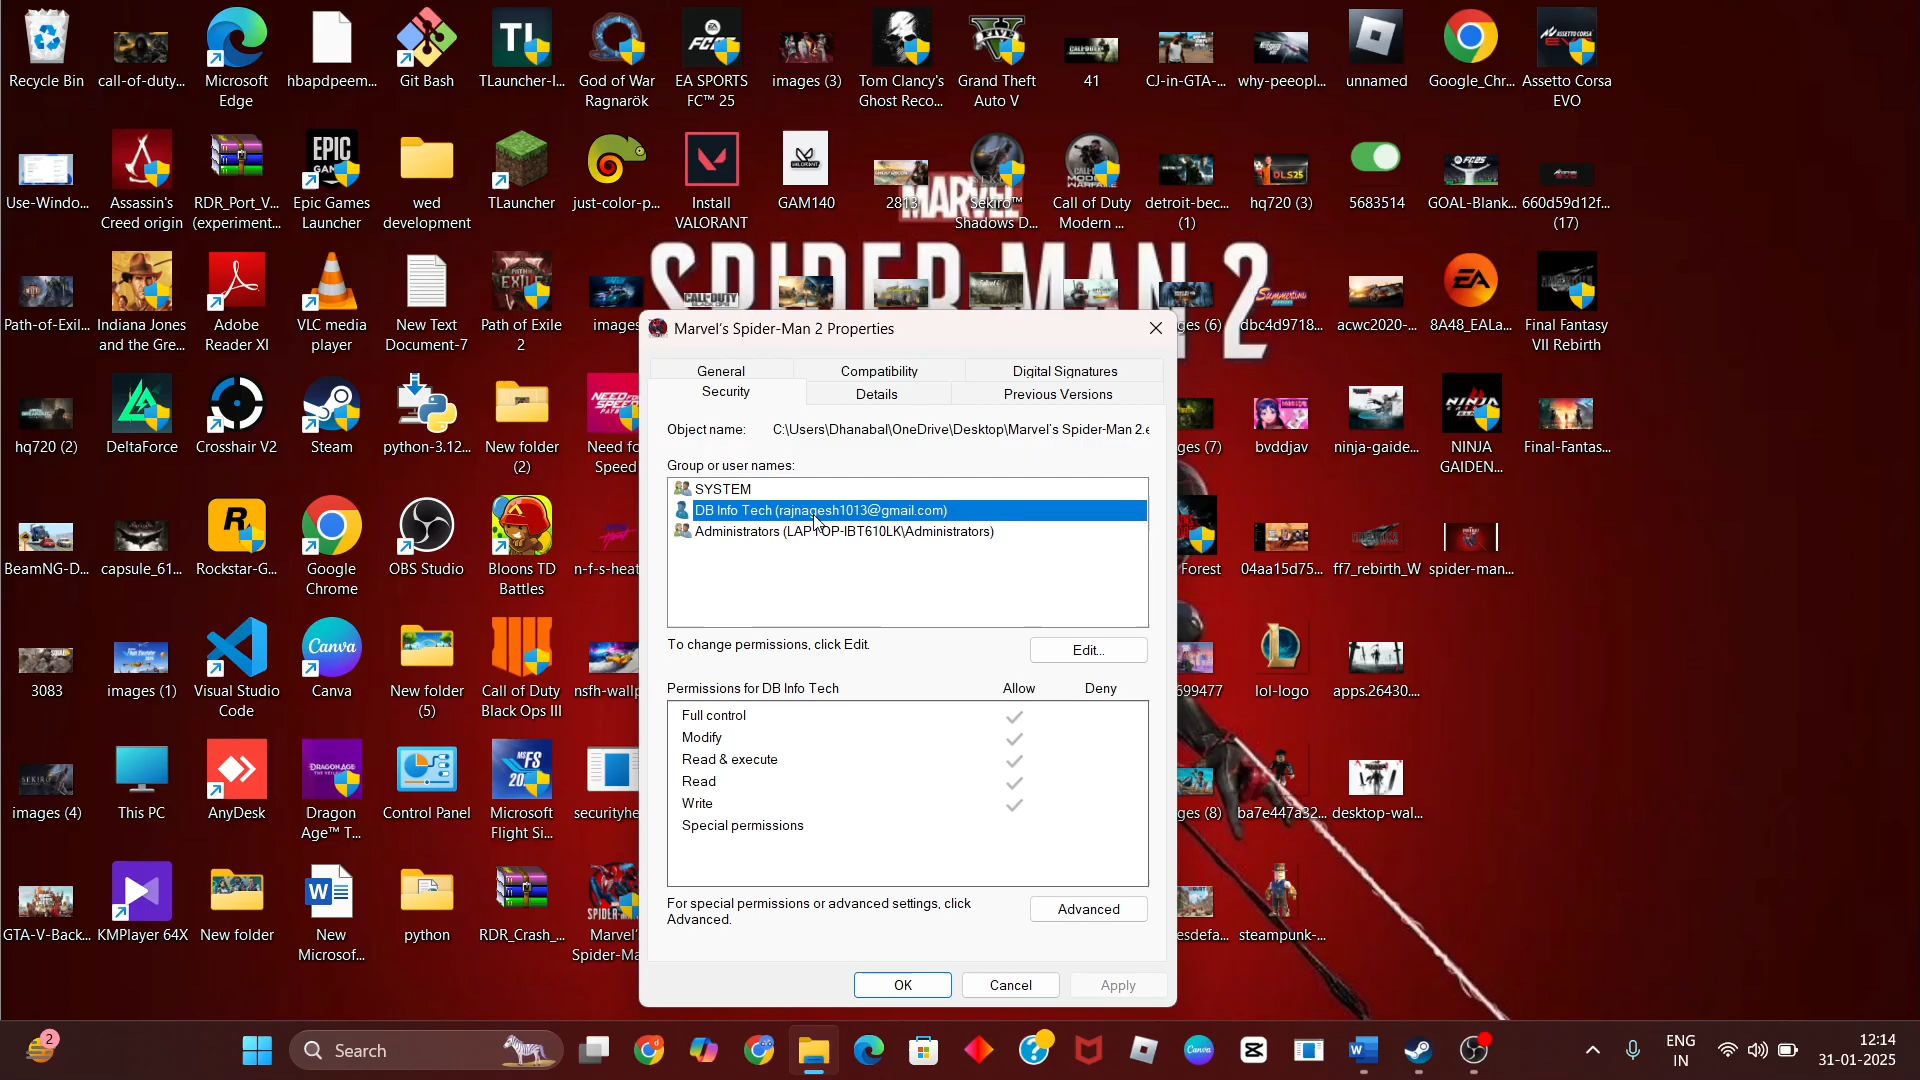 Recycle Bin
call-of-duty...
Microsoft
Edge
hbapdpeem...
Git Bash
TL
TLauncher-I...
God of War
Ragnarök
EA SPORTS
FC™ 25
images (3)
Tom Clancy's
Ghost Reco...
Grand Theft
Auto V
41
CJ-in-GTA-...
why-peeopl...
unnamed
Google_Chr...
Assetto Corsa
EVO
Use-Windo...
Assassin's
Creed origin
RDR_Port_V...
(experiment...
EPIC
Epic Games
Launcher
wed
development
TLauncher
just-color-p...
Install
VALORANT
GAM140
MARVEL
Sekiro™
Shadows D...
Call of Duty
Modern ...
detroit-bec...
(1)
hq720 (3)
5683514
GOAL-Blank...
660d59d12f...
(17)
SPIDER-MAN 2
Path-of-Exil...
Indiana Jones
and the Gre...
Adobe
Reader XI
VLC media
player
New Text
Document-7
Path of Exile
2
images
ges (6)
dbc4d9718...
acwc2020-...
8A48_EALa...
Final Fantasy
VII Rebirth
hq720 (2)
DeltaForce
Crosshair V2
Steam
python-3.12...
New folder
(2)
Need fo
Speed
ges (7)
bvddjav
ninja-gaide...
NINJA
GAIDEN...
Final-Fantas...
BeamNG-D...
capsule_61...
Rockstar-G...
Google
Chrome
OBS Studio
Bloons TD
Battles
n-f-s-heat
Forest
04aa15d75...
ff7_rebirth_W
spider-man...
3083
images (1)
Visual Studio
Code
Canva
New folder
(5)
Call of Duty
Black Ops III
nsfh-wallp
599477
lol-logo
apps.26430....
images (4)
This PC
AnyDesk
Dragon
Age™ T...
Control Panel
Microsoft
Flight Si...
securityhe
ges (8)
ba7e447a32...
desktop-wal...
GTA-V-Back...
KMPlayer 64X
New folder
New
Microsof...
python
RDR_Crash_...
Marvel'
Spider-Ma
esdefa...
steampunk-...
Marvel's Spider-Man 2 Properties
General
Compatibility
Digital Signatures
Security
Details
Previous Versions
Object name: C:\Users\Dhanabal\OneDrive\Desktop\Marvel's Spider-Man 2.e
Group or user names:
SYSTEM
DB Info Tech (rajnagesh1013@gmail.com)
Administrators (LAPTOP-IBT610LK\Administrators)
To change permissions, click Edit.
Edit...
Permissions for DB Info Tech Allow Deny
Full control
Modify
Read & execute
Read
Write
Special permissions
For special permissions or advanced settings, click
Advanced.
Advanced
OK
Cancel
Apply
2
Search
ENG
IN
12:14
31-01-2025